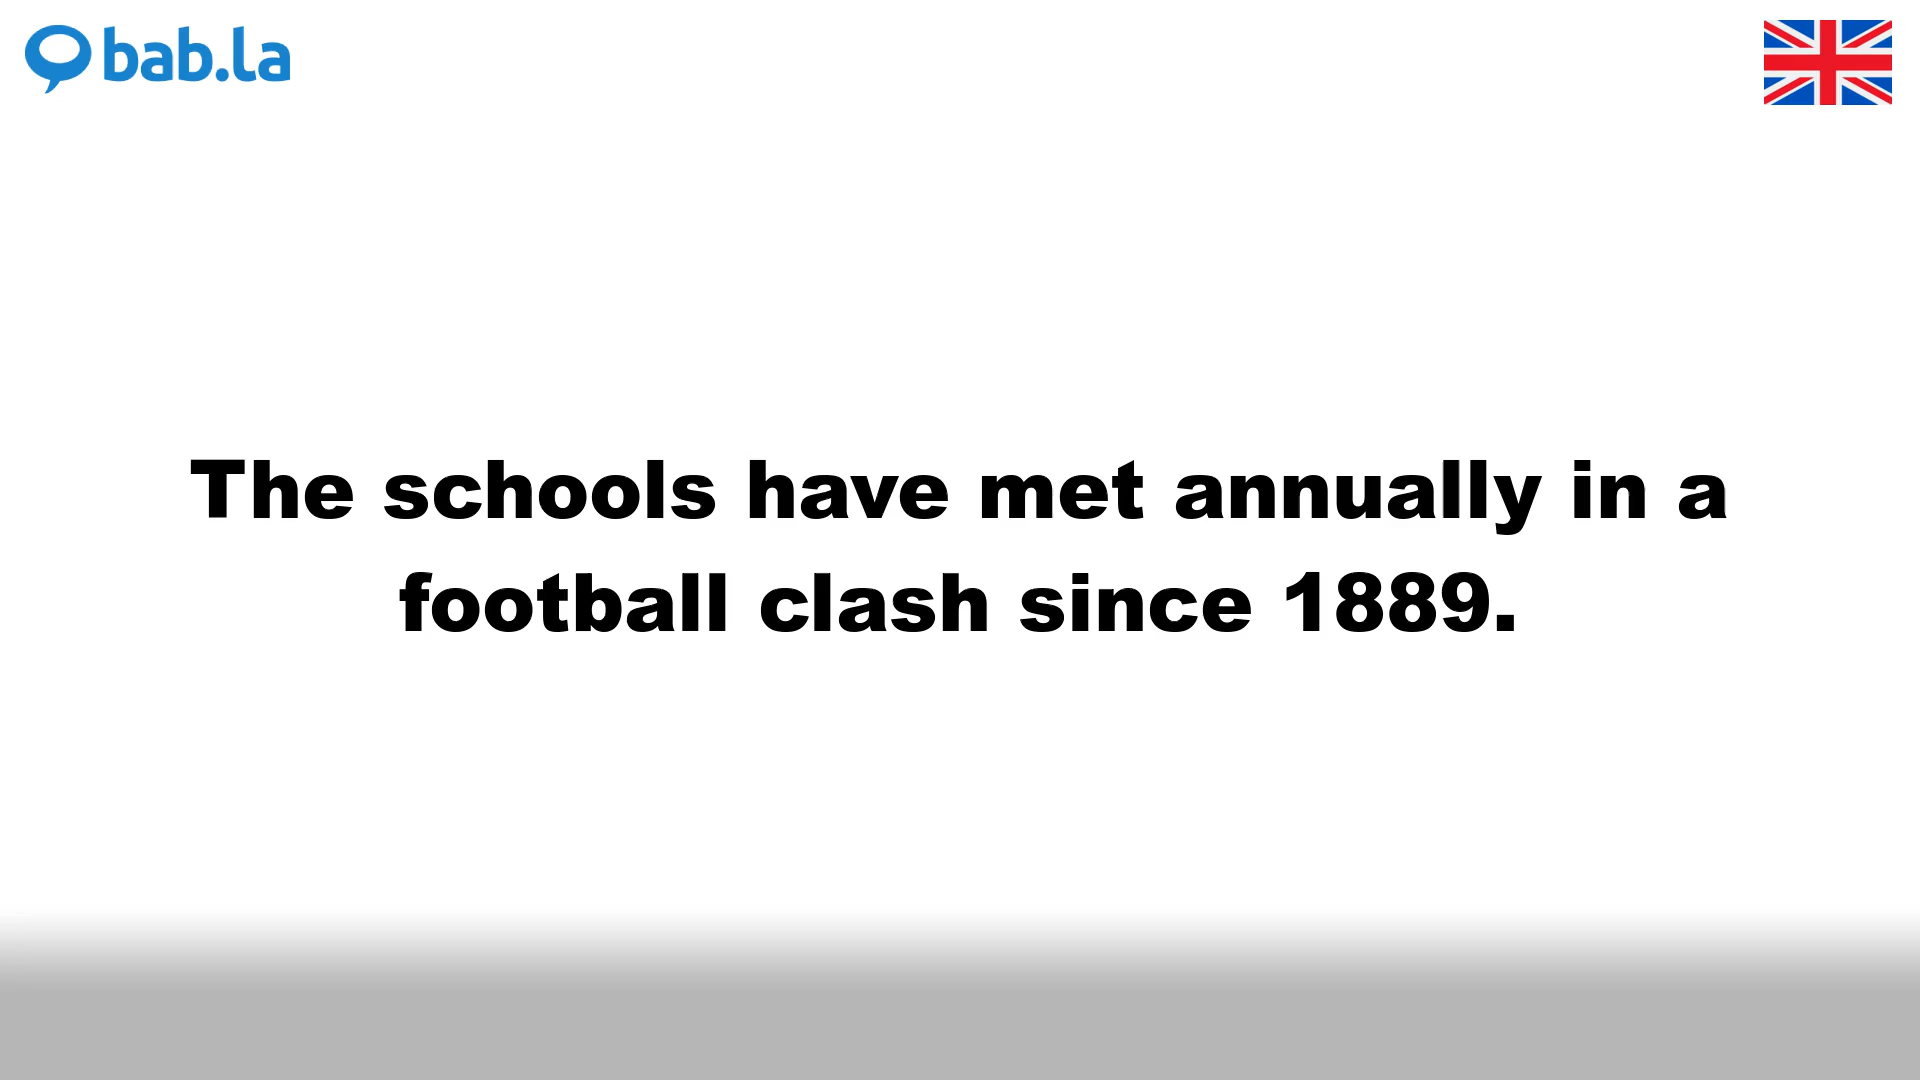 bab.la
The schools have met annually in a
football clash since 1889.